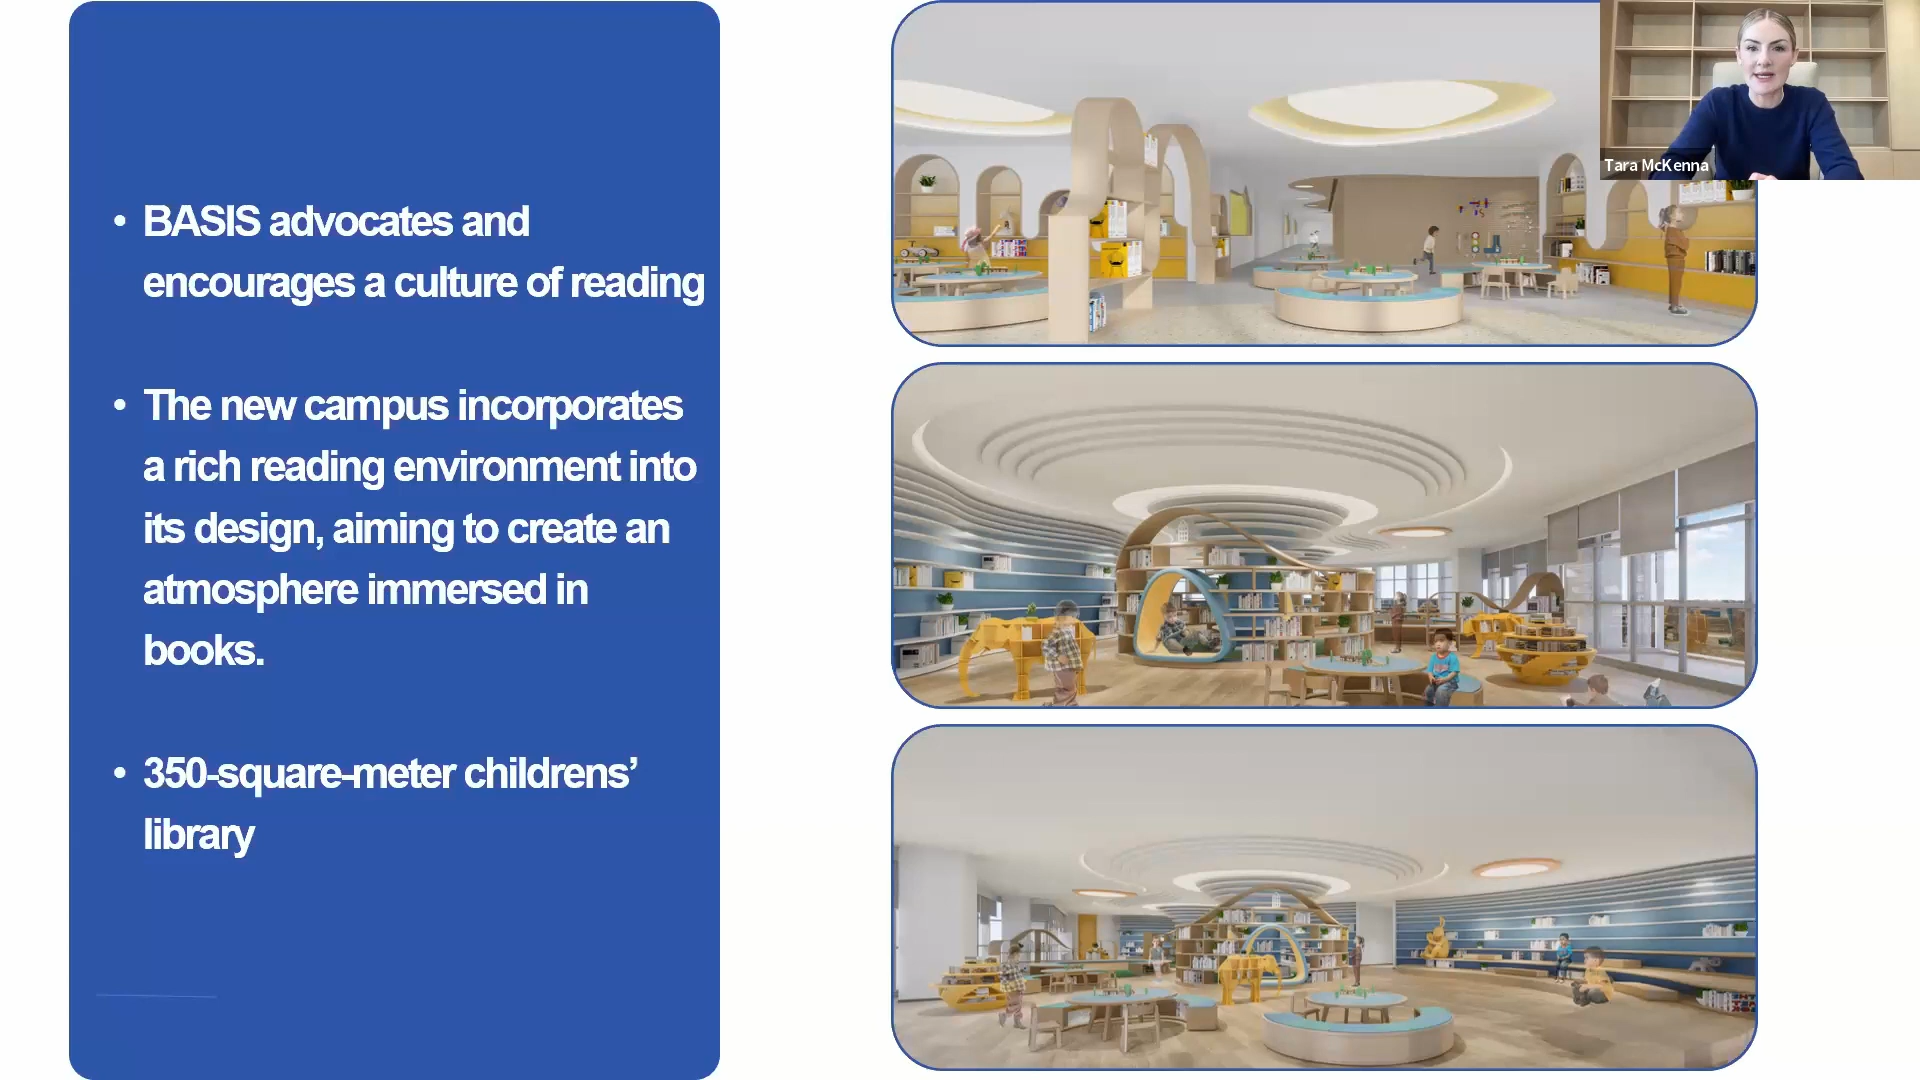 BASIS advocates and
encourages a culture of reading
The new campus incorporates
a rich reading environment into
its design, aiming to create an
atmosphere immersed in
books.
350-square-meter childrens’
library
Tara McKenna